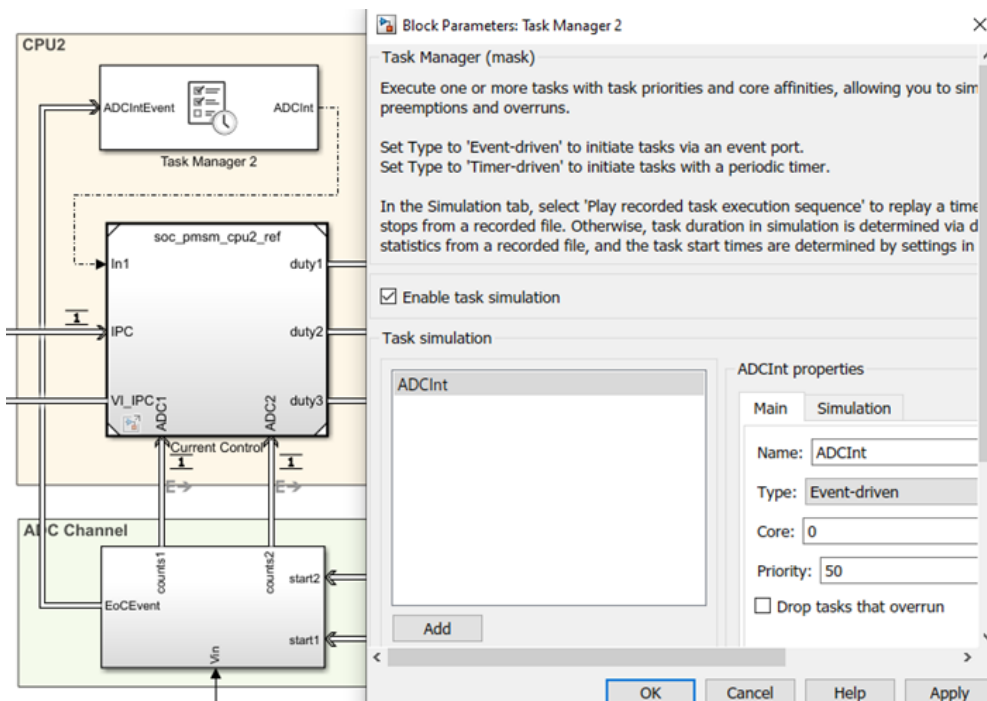 CPU2
ADCIntEvent
ADCInt
Task Manager 2
soc_pmsm_cpu2_ref
In1
duty1
1
IPC
duty2
VI_IPC
ADC1
ADC2
duty3
Current Control
1
1
E
E
ADC Channel
counts1
counts2
start2
EoCEvent
start1
Vin
Block Parameters: Task Manager 2
Task Manager (mask)
Execute one or more tasks with task priorities and core affinities, allowing you to sim
preemptions and overruns.
Set Type to 'Event-driven' to initiate tasks via an event port.
Set Type to 'Timer-driven' to initiate tasks with a periodic timer.
In the Simulation tab, select 'Play recorded task execution sequence' to replay a time
stops from a recorded file. Otherwise, task duration in simulation is determined via d
statistics from a recorded file, and the task start times are determined by settings in
Enable task simulation
Task simulation
ADCInt
Add
ADCInt properties
Main
Simulation
Name: ADCInt
Type: Event-driven
Core: 0
Priority: 50
Drop tasks that overrun
OK
Cancel
Help
Apply